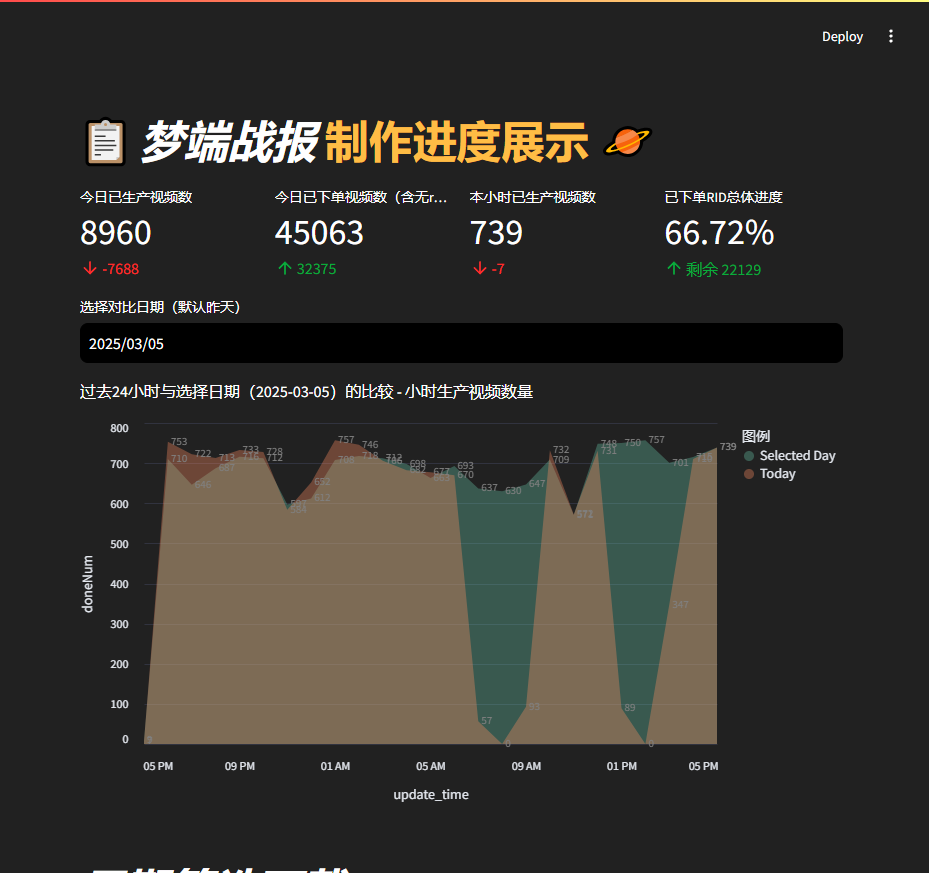 Deploy
梦端战报 制作进度展示
今日已生产视频数
8960
-7688
今日已下单视频数（含无r...
45063
32375
本小时已生产视频数
739
-7
已下单RID总体进度
66.72%
剩余 22129
选择对比日期（默认昨天）
2025/03/05
过去24小时与选择日期（2025-03-05）的比较 - 小时生产视频数量
图例
Selected Day
Today
doneNum
800
700
600
500
400
300
200
100
0
753
710
722
646
713
687
733
716
728
712
584
652
612
757
708
746
718
712
698
677
663
693
670
637
630
647
732
709
572
748
731
750
757
701
739
57
0
93
89
0
347
05 PM
09 PM
01 AM
05 AM
09 AM
01 PM
05 PM
update_time